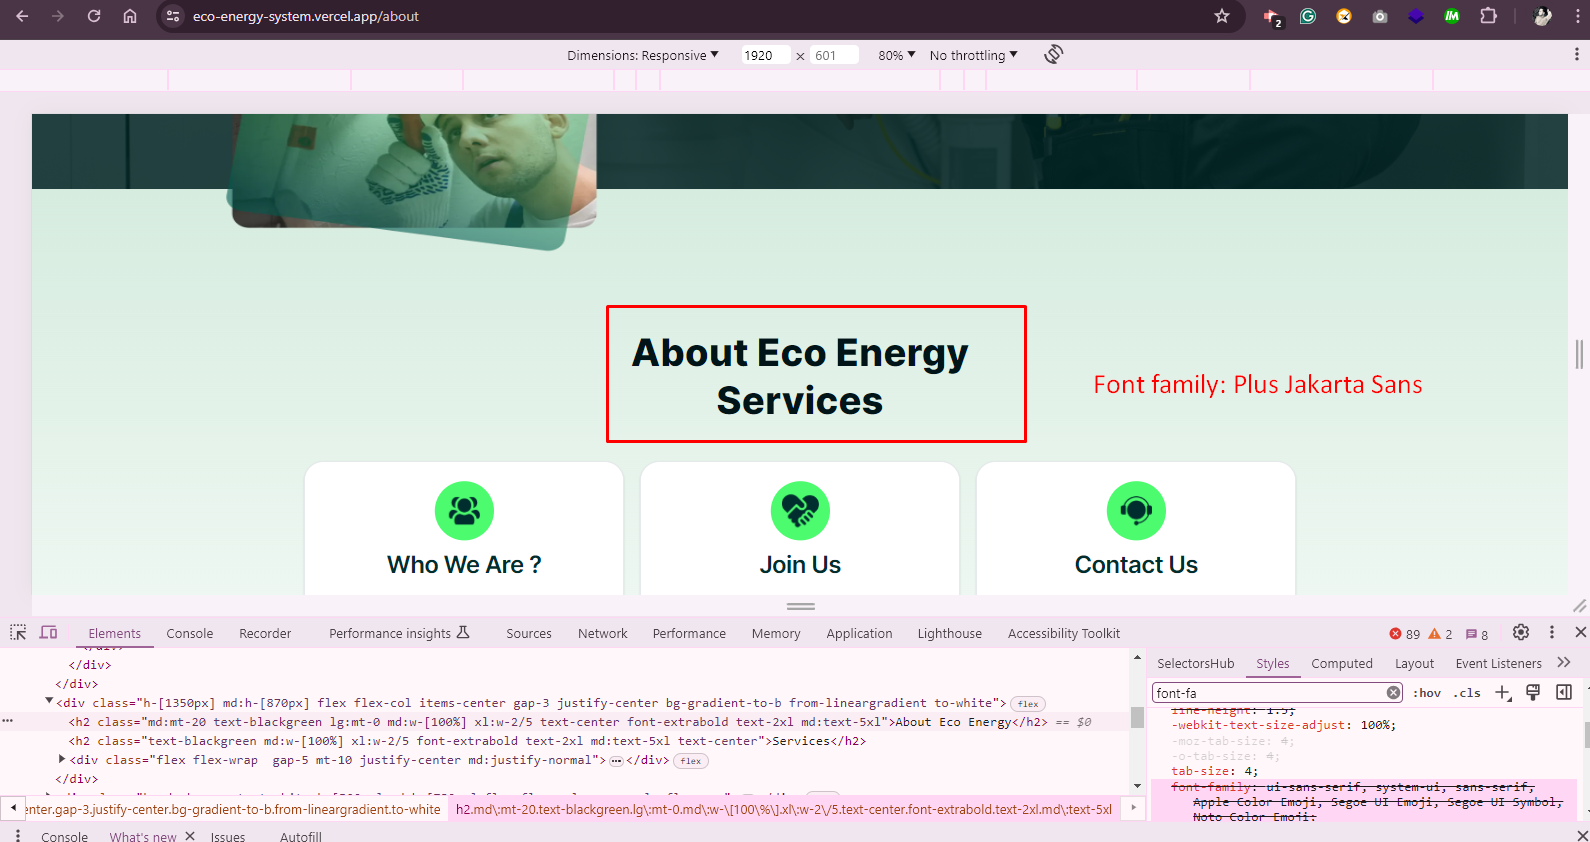 eco-energy-system.vercel.app/about
2
Dimensions: Responsive ▼ 1920 × 601 80% ▼ No throttling ▼
About Eco Energy
Services
Font family: Plus Jakarta Sans
Who We Are ?
Join Us
Contact Us
Elements Console Recorder Performance insights Sources Network Performance Memory Application Lighthouse Accessibility Toolkit 89 2 8
</div>
</div>
</div>
<div class="h-[1350px] md:h-[870px] flex flex-col items-center gap-3 justify-center bg-gradient-to-b from-lineargradient to-white"> flex
<h2 class="md:mt-20 text-blackgreen lg:mt-0 md:w-[100%] xl:w-2/5 text-center font-extrabold text-2xl md:text-5xl">About Eco Energy</h2> == $0
<h2 class="text-blackgreen md:w-[100%] xl:w-2/5 font-extrabold text-2xl md:text-5xl text-center">Services</h2>
<div class="flex flex-wrap  gap-5 mt-10 justify-center md:justify-normal"> ⋯ </div> flex
</div>
enter.gap-3.justify-center.bg-gradient-to-b.from-lineargradient.to-white h2.md\:mt-20.text-blackgreen.lg\:mt-0.md\:w-\[100\%\].xl\:w-2\/5.text-center.font-extrabold.text-2xl.md\:text-5xl
SelectorsHub Styles Computed Layout Event Listeners
font-fa :hov .cls
line-height: 1.5;
-webkit-text-size-adjust: 100%;
-moz-tab-size: 4;
-o-tab-size: 4;
tab-size: 4;
font-family: ui-sans-serif, system-ui, sans-serif,
Apple Color Emoji, Segoe UI Emoji, Segoe UI Symbol,
Noto Color Emoji;
Console What's new Issues Autofill